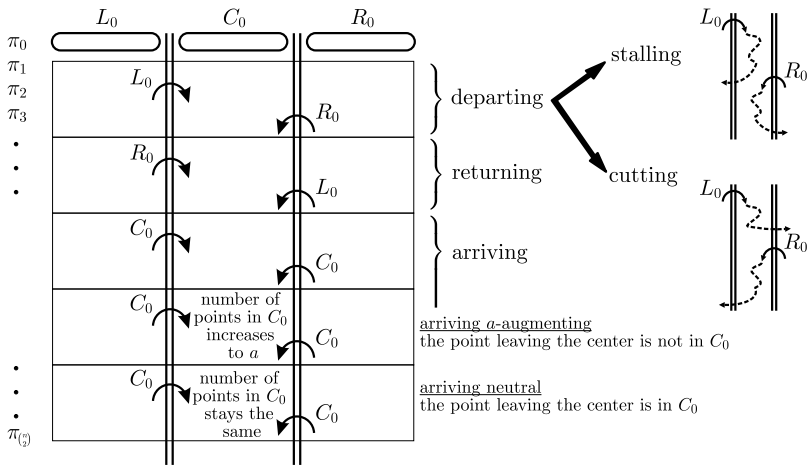 L₀ C₀ R₀
π₀
π₁
π₂
π₃
L₀
R₀
departing
R₀
L₀
returning
C₀
C₀
arriving
C₀
number of
points in C₀
increases
to a
C₀
arriving a-augmenting
the point leaving the center is not in C₀
C₀
number of
points in C₀
stays the
same
C₀
arriving neutral
the point leaving the center is in C₀
π_{\binom{n}{2}}
stalling
L₀
R₀
cutting
L₀
R₀